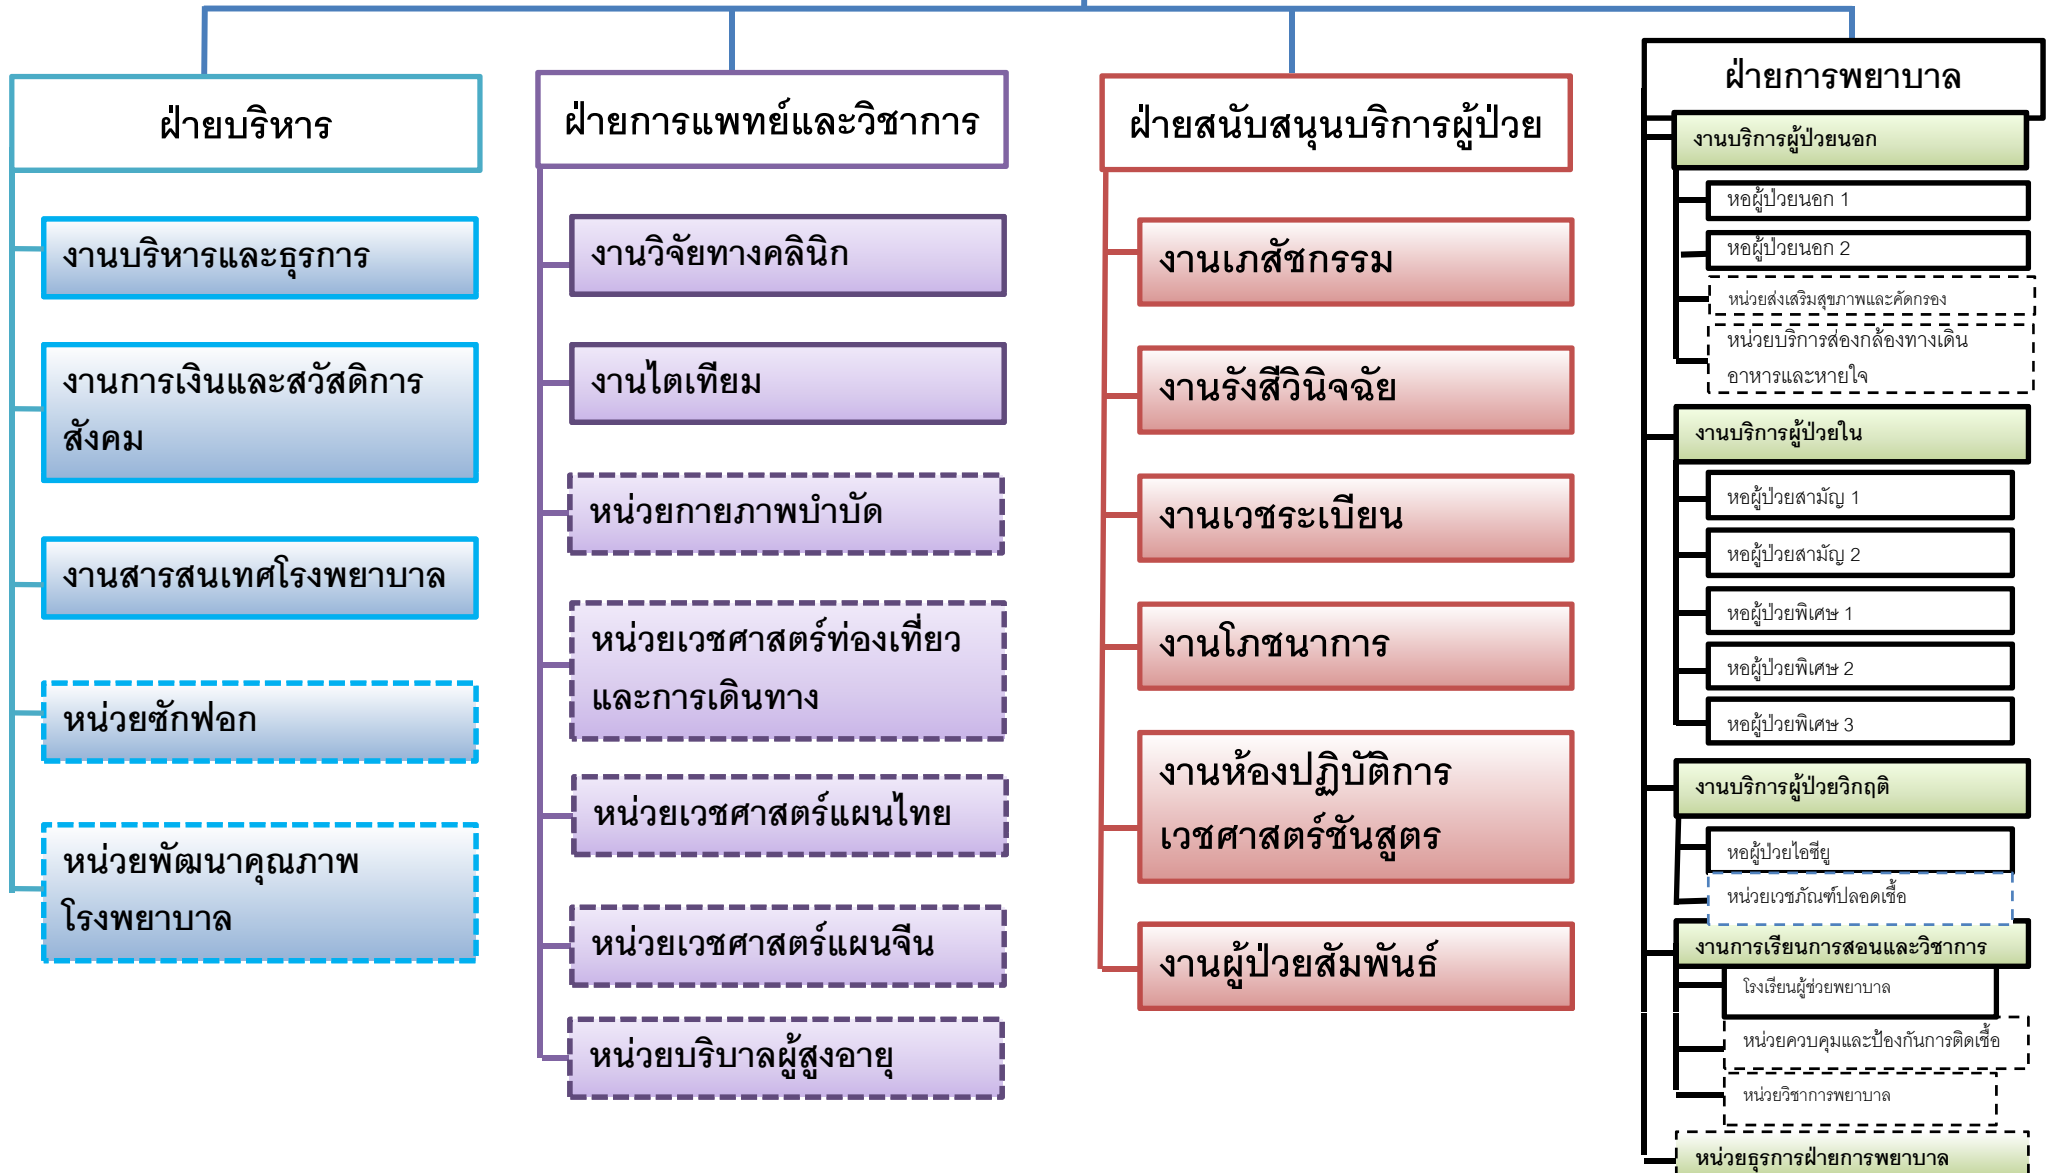 ฝ่ายบริหาร
งานบริหารและธุรการ
งานการเงินและสวัสดิการ
สังคม
งานสารสนเทศโรงพยาบาล
หน่วยซักฟอก
หน่วยพัฒนาคุณภาพ
โรงพยาบาล
ฝ่ายการแพทย์และวิชาการ
งานวิจัยทางคลินิก
งานไตเทียม
หน่วยกายภาพบำบัด
หน่วยเวชศาสตร์ท่องเที่ยว
และการเดินทาง
หน่วยเวชศาสตร์แผนไทย
หน่วยเวชศาสตร์แผนจีน
หน่วยบริบาลผู้สูงอายุ
ฝ่ายสนับสนุนบริการผู้ป่วย
งานเภสัชกรรม
งานรังสีวินิจฉัย
งานเวชระเบียน
งานโภชนาการ
งานห้องปฏิบัติการ
เวชศาสตร์ชันสูตร
งานผู้ป่วยสัมพันธ์
ฝ่ายการพยาบาล
งานบริการผู้ป่วยนอก
หอผู้ป่วยนอก 1
หอผู้ป่วยนอก 2
หน่วยส่งเสริมสุขภาพและคัดกรอง
หน่วยบริการส่องกล้องทางเดิน
อาหารและหายใจ
งานบริการผู้ป่วยใน
หอผู้ป่วยสามัญ 1
หอผู้ป่วยสามัญ 2
หอผู้ป่วยพิเศษ 1
หอผู้ป่วยพิเศษ 2
หอผู้ป่วยพิเศษ 3
งานบริการผู้ป่วยวิกฤติ
หอผู้ป่วยไอซียู
หน่วยเวชภัณฑ์ปลอดเชื้อ
งานการเรียนการสอนและวิชาการ
โรงเรียนผู้ช่วยพยาบาล
หน่วยควบคุมและป้องกันการติดเชื้อ
หน่วยวิชาการพยาบาล
หน่วยธุรการฝ่ายการพยาบาล